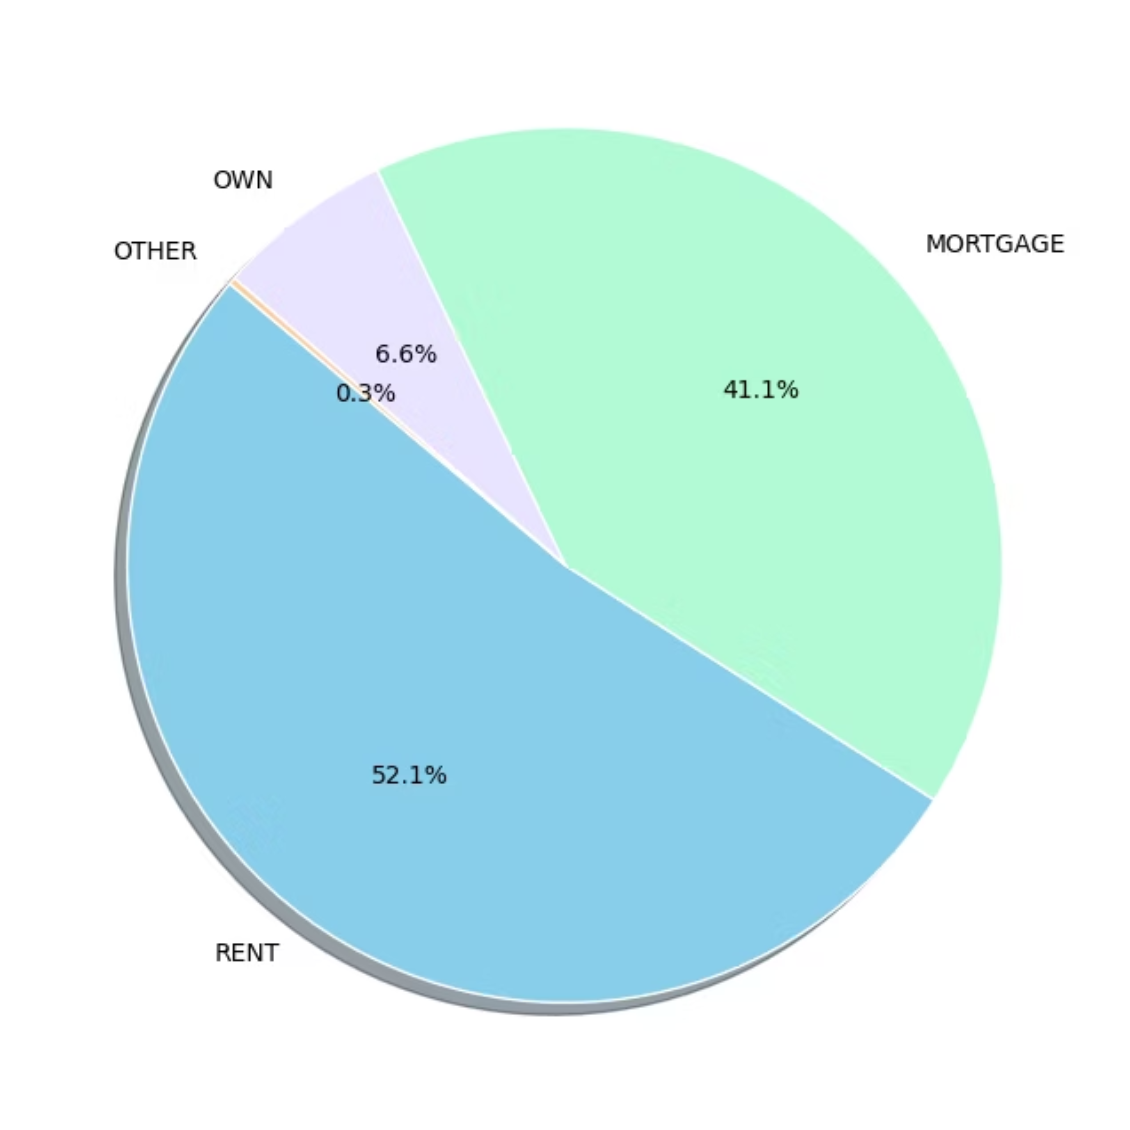 OWN
MORTGAGE
OTHER
6.6%
41.1%
0.3%
52.1%
RENT